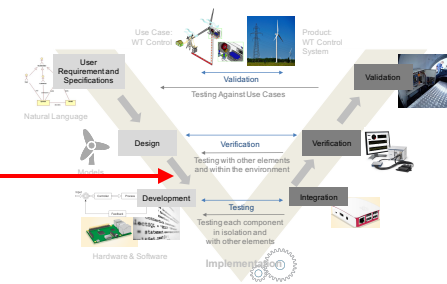 Use Case:
WT Control
Product:
WT Control
System
User
Requirement and
Specifications
Validation
Validation
Testing Against Use Cases
Natural Language
Design
Verification
Verification
Testing with other elements
and within the environment
Models
Development
Testing
Integration
Testing each component
in isolation and
with other elements
Hardware & Software
Implementation